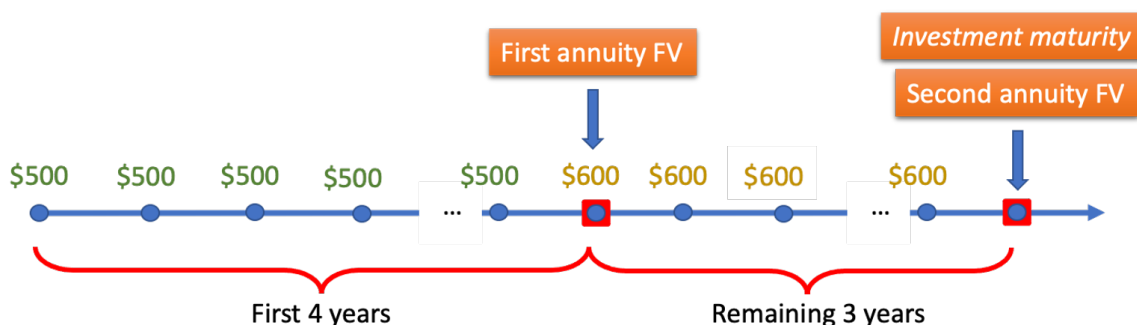 First annuity FV
Investment maturity
Second annuity FV
$500 $500 $500 $500 ... $500 $600 $600 $600 ... $600
First 4 years
Remaining 3 years